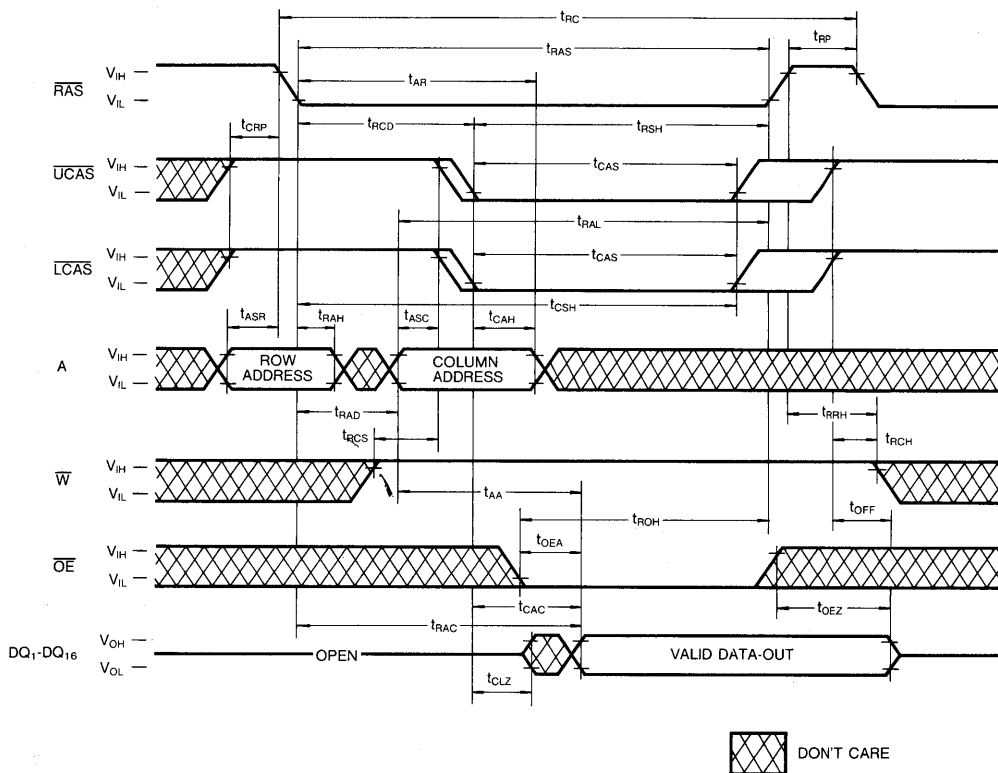 tRC
tRAS
tRP
tAR
RAS
VIH
VIL
tCRP
tRCD
tRSH
UCAS
VIH
VIL
tCAS
tRAL
LCAS
VIH
VIL
tCAS
tCSH
tASR
tRAH
tASC
tCAH
A
VIH
VIL
ROW
ADDRESS
COLUMN
ADDRESS
tRAD
tRRH
tRCS
tRCH
W
VIH
VIL
tAA
tROH
tOFF
tOEA
OE
VIH
VIL
tCAC
tOEZ
tRAC
DQ1-DQ16
VOH
VOL
OPEN
VALID DATA-OUT
tCLZ
DON'T CARE